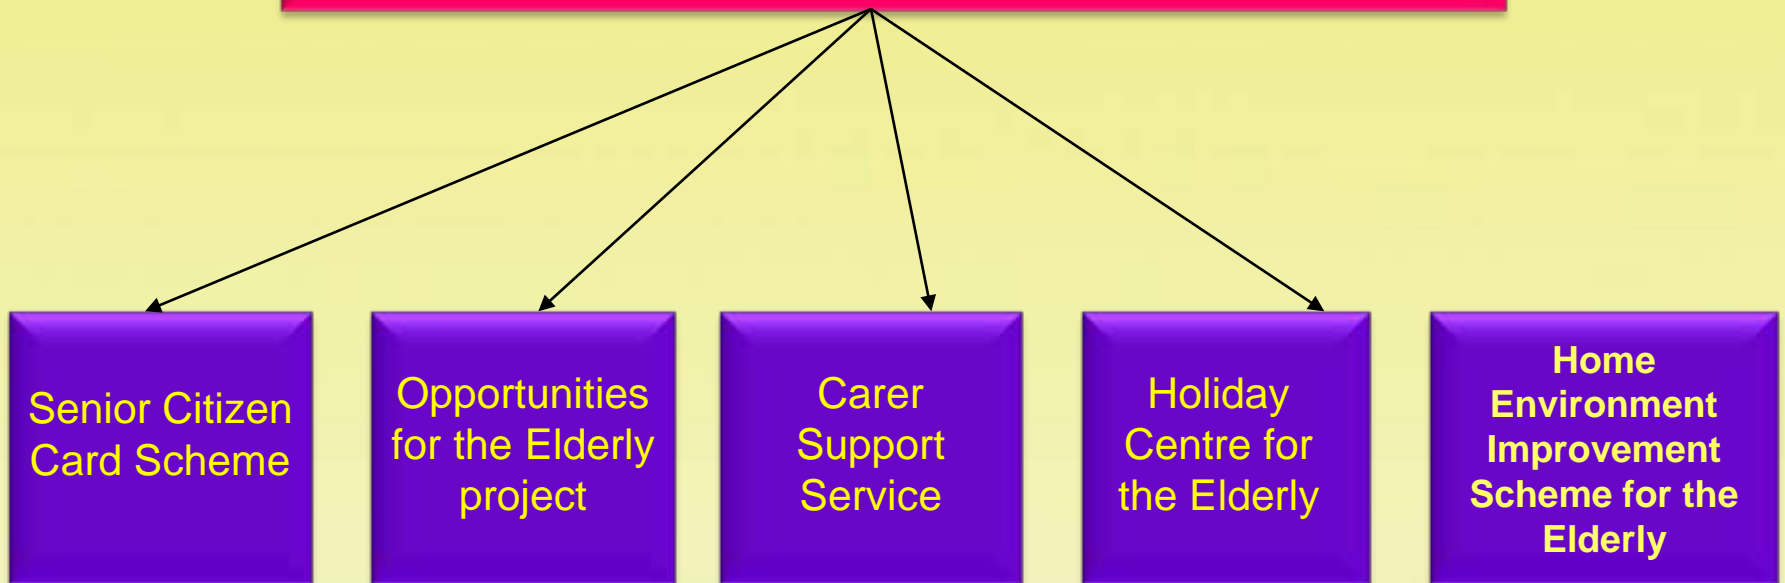 Senior Citizen
Card Scheme
Opportunities
for the Elderly
project
Carer
Support
Service
Holiday
Centre for
the Elderly
Home
Environment
Improvement
Scheme for the
Elderly